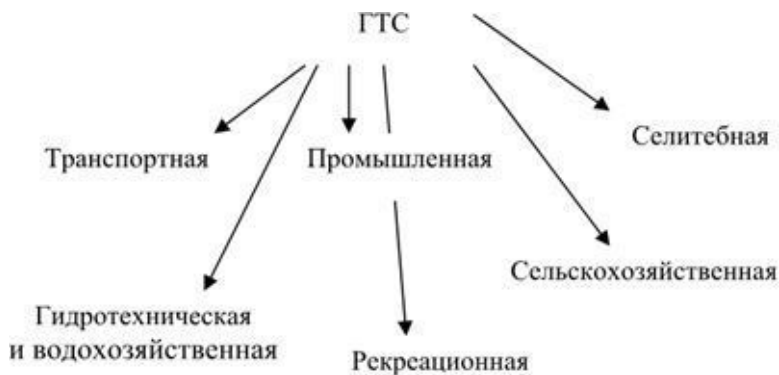 ГТС
Селитебная
Транспортная
Промышленная
Сельскохозяйственная
Гидротехническая
и водохозяйственная
Рекреационная